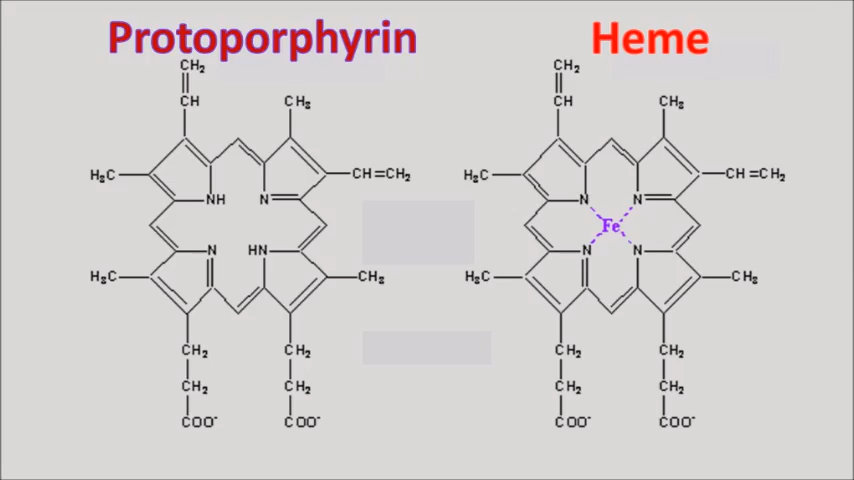 Protoporphyrin
Heme
CH2
CH
CH3
H3C
CH=CH2
NH
N
N
HN
H3C
CH3
CH2
CH2
CH2
CH2
COO-
COO-
CH2
CH
CH3
H3C
CH=CH2
N
N
Fe
N
N
H3C
CH3
CH2
CH2
CH2
CH2
COO-
COO-